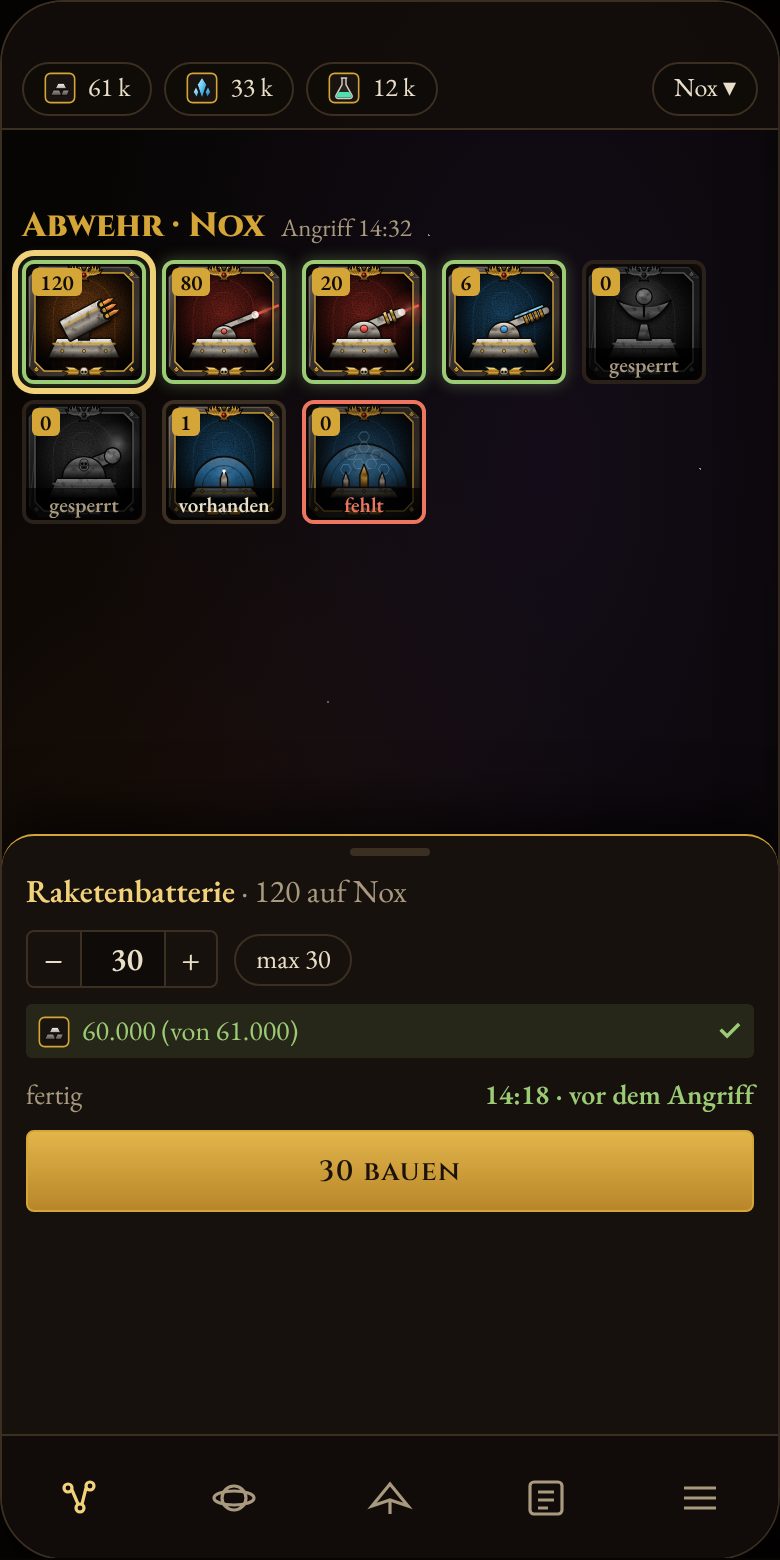 61 k 33 k 12 k Nox ▼
Abwehr · Nox Angriff 14:32
120 80 20 6 0
gesperrt
0 1 0
gesperrt vorhanden fehlt
Raketenbatterie · 120 auf Nox
− 30 + max 30
60.000 (von 61.000) ✓
fertig 14:18 · vor dem Angriff
30 BAUEN